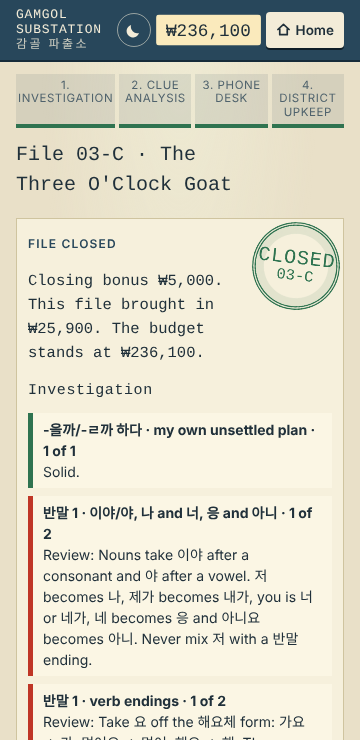 GAMGOL
SUBSTATION
감골 파출소
₩236,100
Home
1.
INVESTIGATION
2. CLUE
ANALYSIS
3. PHONE
DESK
4.
DISTRICT
UPKEEP
File 03-C · The
Three O'Clock Goat
FILE CLOSED
CLOSED
03-C
Closing bonus ₩5,000.
This file brought in
₩25,900. The budget
stands at ₩236,100.
Investigation
-을까/-ㄹ까 하다 · my own unsettled plan ·
1 of 1
Solid.
반말 1 · 이야/야, 나 and 너, 응 and 아니 · 1 of
2
Review: Nouns take 이야 after a
consonant and 야 after a vowel. 저
becomes 나, 제가 becomes 내가, you is 너
or 네가, 네 becomes 응 and 아니요
becomes 아니. Never mix 저 with a 반말
ending.
반말 1 · verb endings · 1 of 2
Review: Take 요 off the 해요체 form: 가요